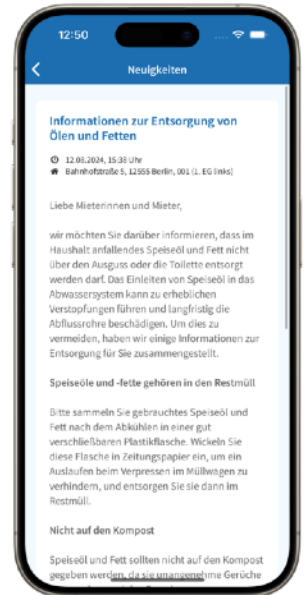 12:50
Neuigkeiten
Informationen zur Entsorgung von
Ölen und Fetten
12.08.2024, 15:38 Uhr
Bahnhofstraße 5, 12555 Berlin, 001 (1. EG links)
Liebe Mieterinnen und Mieter,
wir möchten Sie darüber informieren, dass im
Haushalt anfallendes Speiseöl und Fett nicht
über den Ausguss oder die Toilette entsorgt
werden darf. Das Einleiten von Speiseöl in das
Abwassersystem kann zu erheblichen
Verstopfungen führen und langfristig die
Abflussrohre beschädigen. Um dies zu
vermeiden, haben wir einige Informationen zur
Entsorgung für Sie zusammengestellt.
Speiseöle und -fette gehören in den Restmüll
Bitte sammeln Sie gebrauchtes Speiseöl und
Fett nach dem Abkühlen in einer gut
verschließbaren Plastikflasche. Wickeln Sie
diese Flasche in Zeitungspapier ein, um ein
Auslaufen beim Verpressen im Müllwagen zu
verhindern, und entsorgen Sie sie dann im
Restmüll.
Nicht auf den Kompost
Speiseöl und Fett sollten nicht auf den Kompost
gegeben werden, da sie unangenehme Gerüche